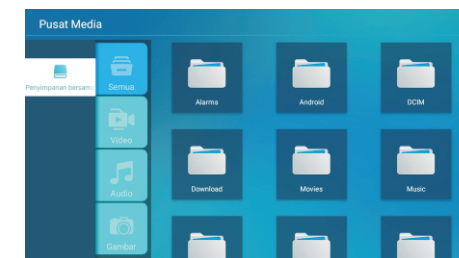 Pusat Media
Penyimpanan bersama
Semua
Video
Audio
Gambar
Alarms
Android
DCIM
Download
Movies
Music